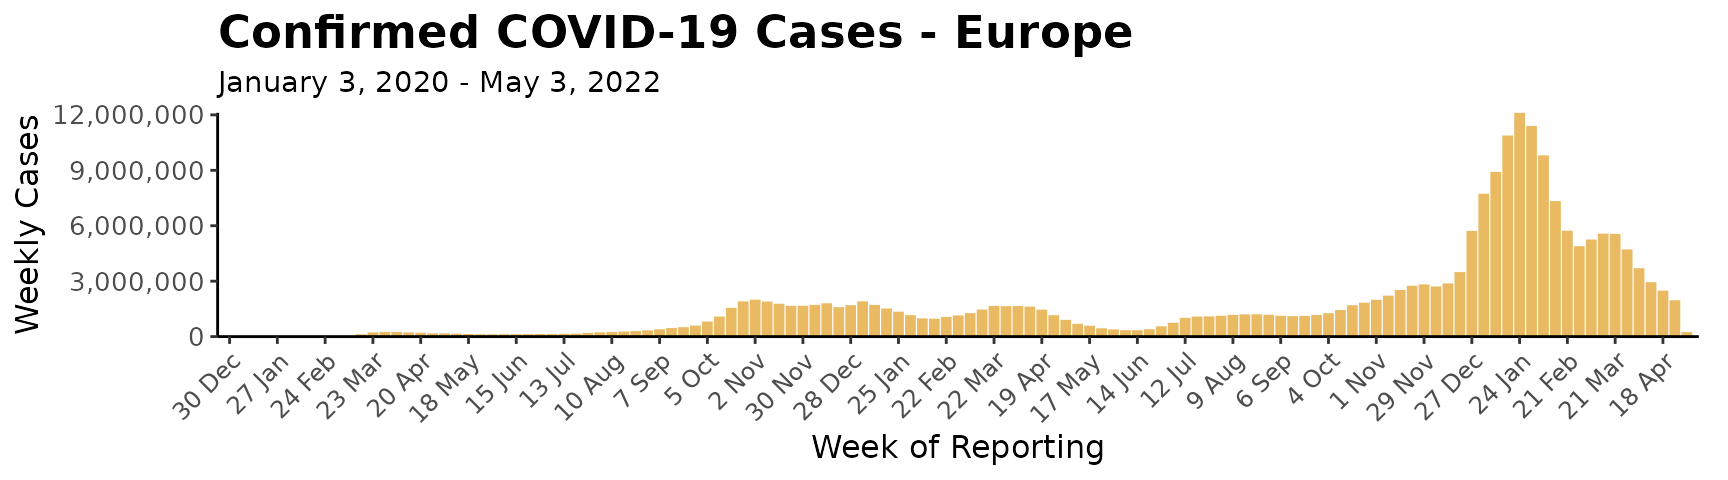 Confirmed COVID-19 Cases - Europe
January 3, 2020 - May 3, 2022
Weekly Cases
12,000,000
9,000,000
6,000,000
3,000,000
0
30 Dec
27 Jan
24 Feb
23 Mar
20 Apr
18 May
15 Jun
13 Jul
10 Aug
7 Sep
5 Oct
2 Nov
30 Nov
28 Dec
25 Jan
22 Feb
22 Mar
19 Apr
17 May
14 Jun
12 Jul
9 Aug
6 Sep
4 Oct
1 Nov
29 Nov
27 Dec
24 Jan
21 Feb
21 Mar
18 Apr
Week of Reporting